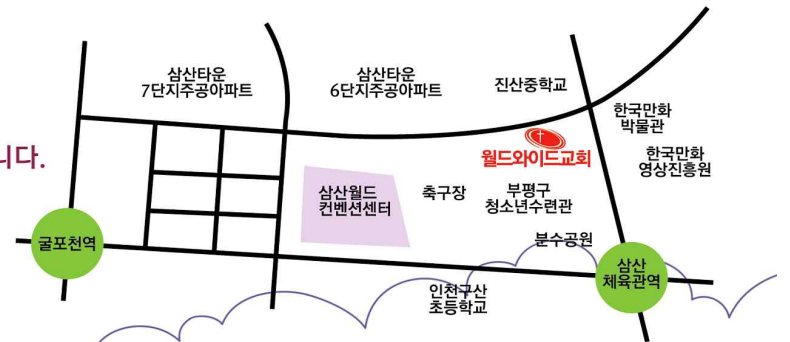 삼산타운
7단지주공아파트
삼산타운
6단지주공아파트
진산중학교
한국만화
박물관
한국만화
영상진흥원
니다.
월드와이드교회
삼산월드
컨벤션센터
축구장
부평구
청소년수련관
분수공원
굴포천역
삼산
체육관역
인천구산
초등학교